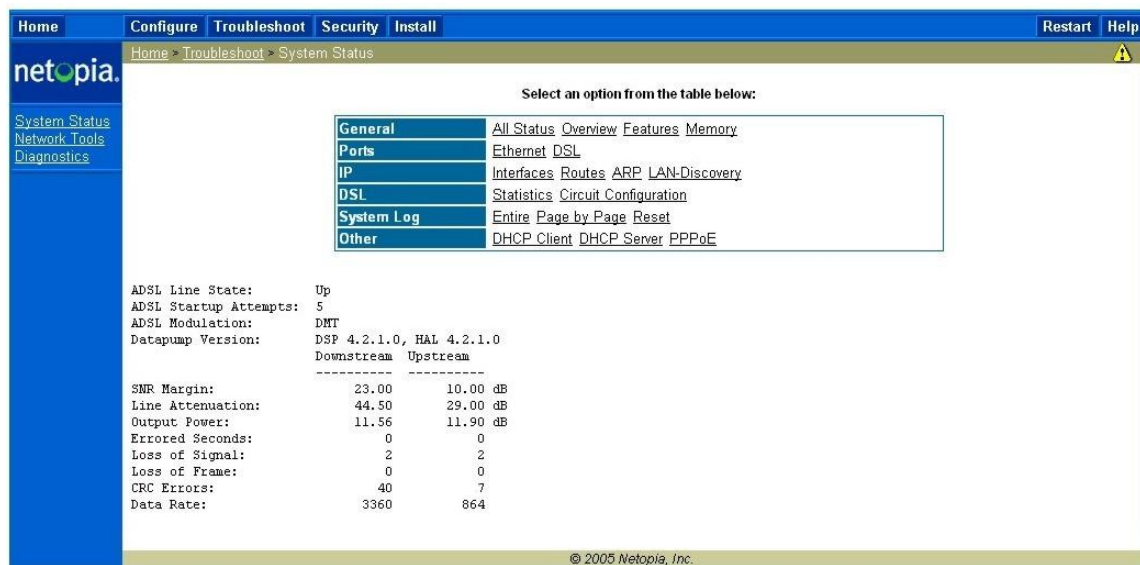 Home Configure Troubleshoot Security Install Restart Help
netopia.
Home > Troubleshoot > System Status
System Status
Network Tools
Diagnostics
Select an option from the table below:
General All Status Overview Features Memory
Ports Ethernet DSL
IP Interfaces Routes ARP LAN-Discovery
DSL Statistics Circuit Configuration
System Log Entire Page by Page Reset
Other DHCP Client DHCP Server PPPoE
ADSL Line State: Up
ADSL Startup Attempts: 5
ADSL Modulation: DMT
Datapump Version: DSP 4.2.1.0, HAL 4.2.1.0
Downstream Upstream
---------- ----------
SNR Margin: 23.00 10.00 dB
Line Attenuation: 44.50 29.00 dB
Output Power: 11.56 11.90 dB
Errored Seconds: 0 0
Loss of Signal: 2 2
Loss of Frame: 0 0
CRC Errors: 40 7
Data Rate: 3360 864
© 2005 Netopia, Inc.